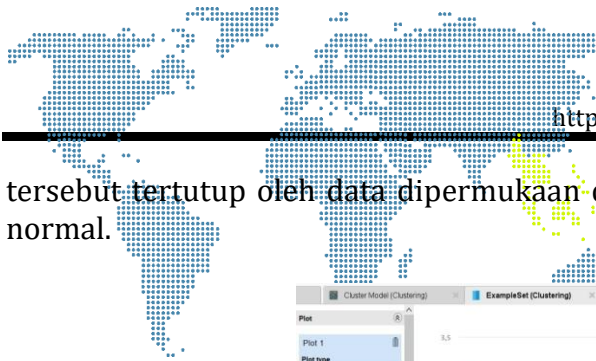 http
tersebut tertutup oleh data dipermukaan
normal.
Cluster Model (Clustering)
ExampleSet (Clustering)
Plot
Plot 1
Plot type
3,5